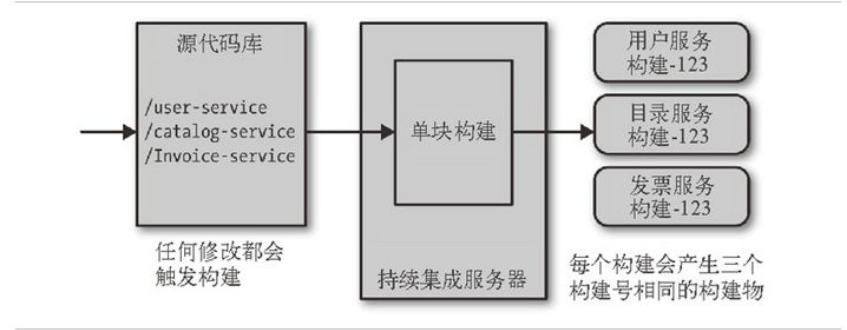 源代码库
/user-service
/catalog-service
/Invoice-service
任何修改都会
触发构建
单块构建
持续集成服务器
用户服务
构建-123
目录服务
构建-123
发票服务
构建-123
每个构建会产生三个
构建号相同的构建物